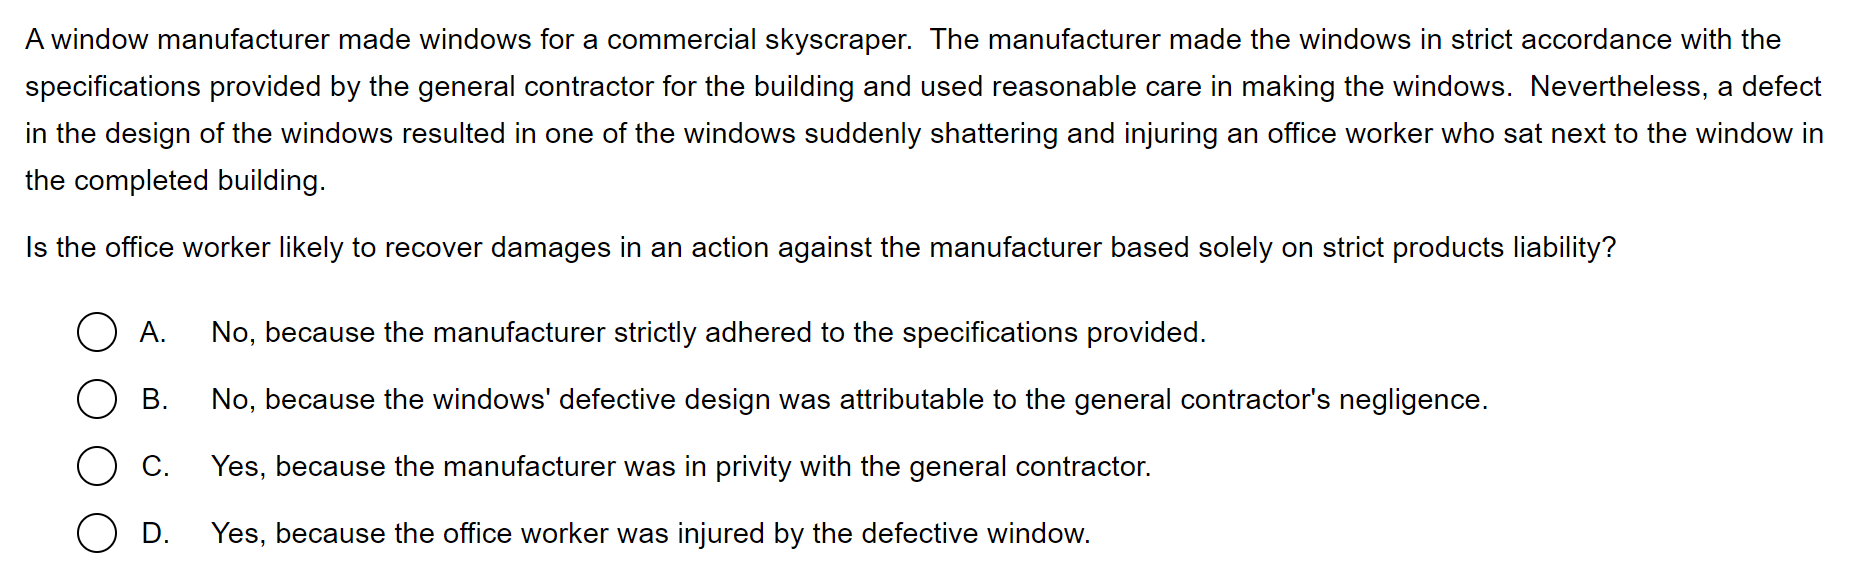 A window manufacturer made windows for a commercial skyscraper.  The manufacturer made the windows in strict accordance with the
specifications provided by the general contractor for the building and used reasonable care in making the windows.  Nevertheless, a defect
in the design of the windows resulted in one of the windows suddenly shattering and injuring an office worker who sat next to the window in
the completed building.
Is the office worker likely to recover damages in an action against the manufacturer based solely on strict products liability?
A. No, because the manufacturer strictly adhered to the specifications provided.
B. No, because the windows' defective design was attributable to the general contractor's negligence.
C. Yes, because the manufacturer was in privity with the general contractor.
D. Yes, because the office worker was injured by the defective window.